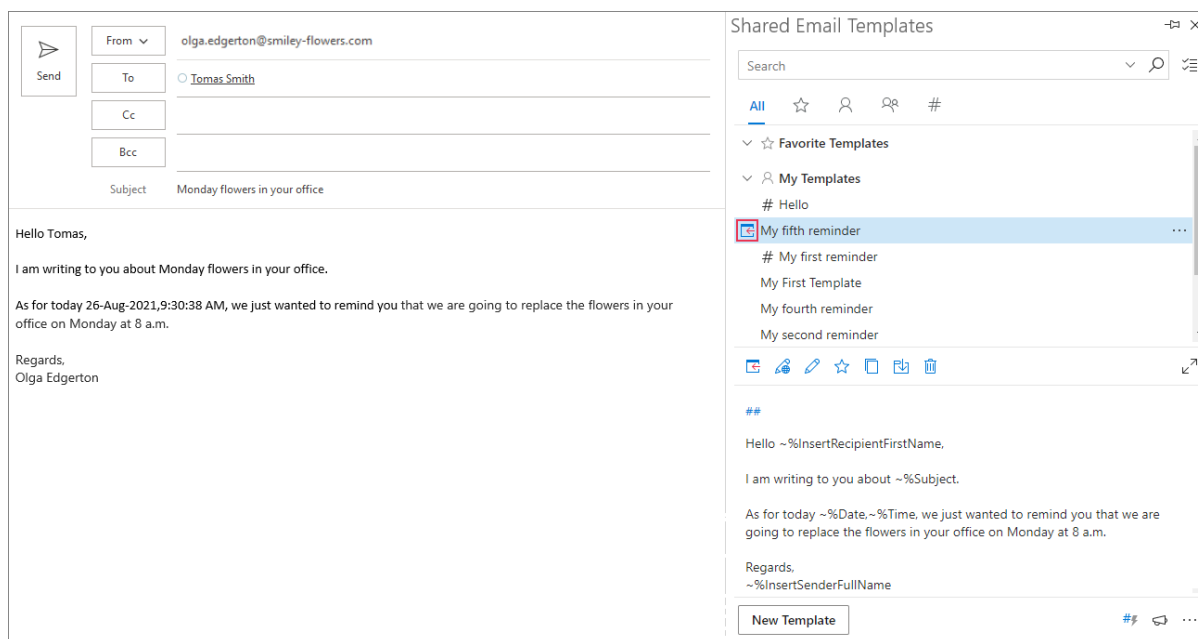 Send
From
olga.edgerton@smiley-flowers.com
To
Tomas Smith
Cc
Bcc
Subject
Monday flowers in your office
Hello Tomas,
I am writing to you about Monday flowers in your office.
As for today 26-Aug-2021,9:30:38 AM, we just wanted to remind you that we are going to replace the flowers in your
office on Monday at 8 a.m.
Regards,
Olga Edgerton
Shared Email Templates
Search
All
#
Favorite Templates
My Templates
# Hello
My fifth reminder
# My first reminder
My First Template
My fourth reminder
My second reminder
##
Hello ~%InsertRecipientFirstName,
I am writing to you about ~%Subject.
As for today ~%Date,~%Time, we just wanted to remind you that we are
going to replace the flowers in your office on Monday at 8 a.m.
Regards,
~%InsertSenderFullName
New Template
#